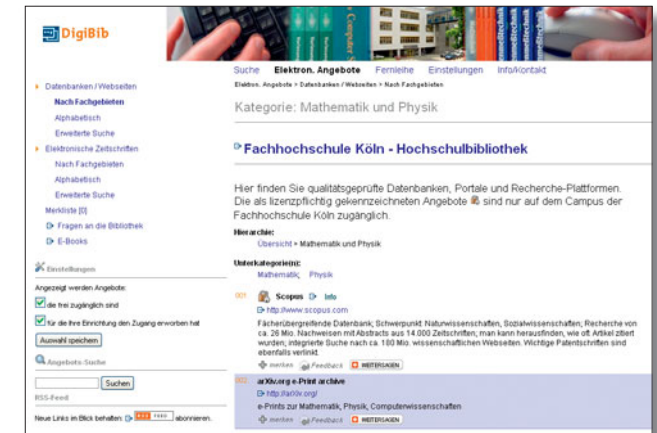 DigiBib
Suche Elektron. Angebote Fernleihe Einstellungen Info/Kontakt
Elektron. Angebote > Datenbanken / Webseiten > Nach Fachgebieten
Datenbanken / Webseiten
Nach Fachgebieten
Alphabetisch
Erweiterte Suche
Elektronische Zeitschriften
Nach Fachgebieten
Alphabetisch
Erweiterte Suche
Merkliste [0]
Fragen an die Bibliothek
E-Books
Einstellungen
Angezeigt werden Angebote:
die frei zugänglich sind
für die Ihre Einrichtung den Zugang erworben hat
Auswahl speichern
Angebots-Suche
Suchen
RSS-Feed
Neue Links im Blick behalten: RSS FEED abonnieren.
Kategorie: Mathematik und Physik
Fachhochschule Köln - Hochschulbibliothek
Hier finden Sie qualitätsgeprüfte Datenbanken, Portale und Recherche-Plattformen.
Die als lizenzpflichtig gekennzeichneten Angebote sind nur auf dem Campus der
Fachhochschule Köln zugänglich.
Hierarchie:
Übersicht > Mathematik und Physik
Unterkategorie(n):
Mathematik; Physik
001. Scopus Info
http://www.scopus.com
Fächerübergreifende Datenbank; Schwerpunkt: Naturwissenschaften, Sozialwissenschaften; Recherche von
ca. 26 Mio. Nachweisen mit Abstracts aus 14.000 Zeitschriften; man kann herausfinden, wie oft Artikel zitiert
wurden; integrierte Suche nach ca. 180 Mio. wissenschaftlichen Webseiten. Wichtige Patentschriften sind
ebenfalls verlinkt.
merken Feedback WEITERSAGEN
002. arXiv.org e-Print archive
http://arXiv.org/
e-Prints zur Mathematik, Physik, Computerwissenschaften
merken Feedback WEITERSAGEN